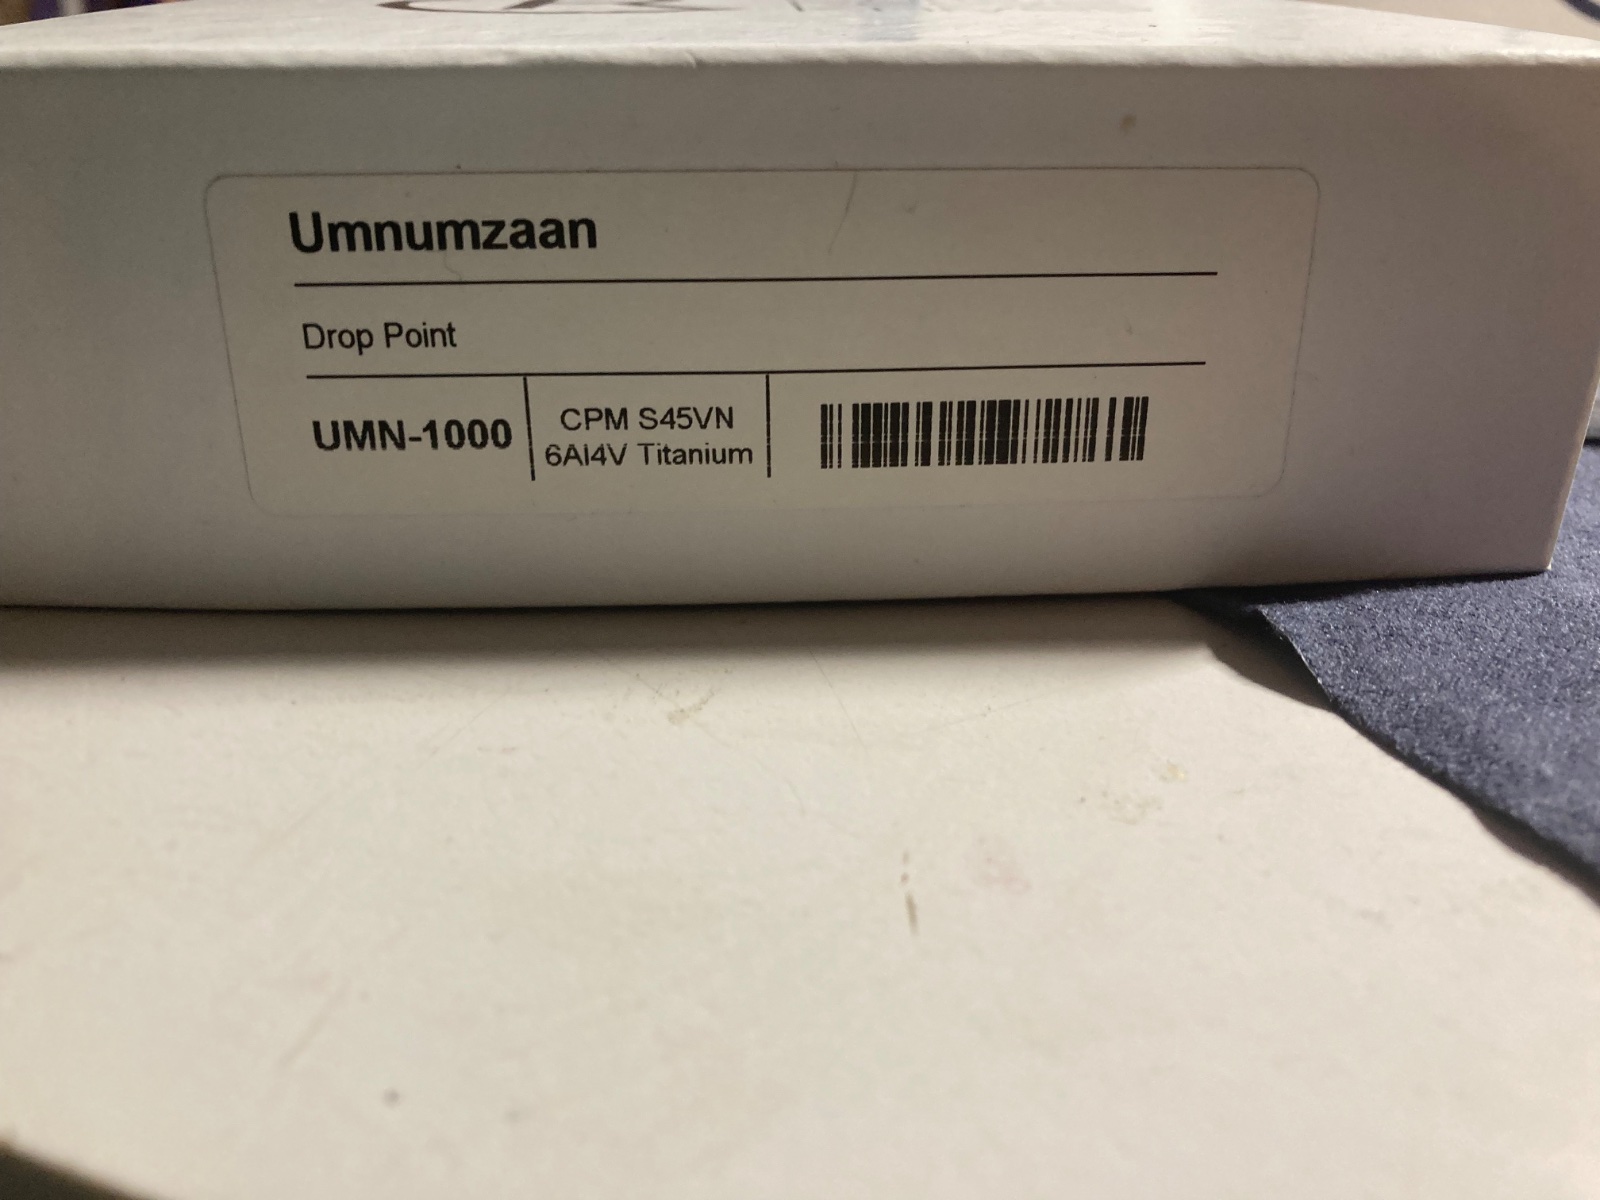 Umnumzaan
Drop Point
UMN-1000
CPM S45VN
6Al4V Titanium